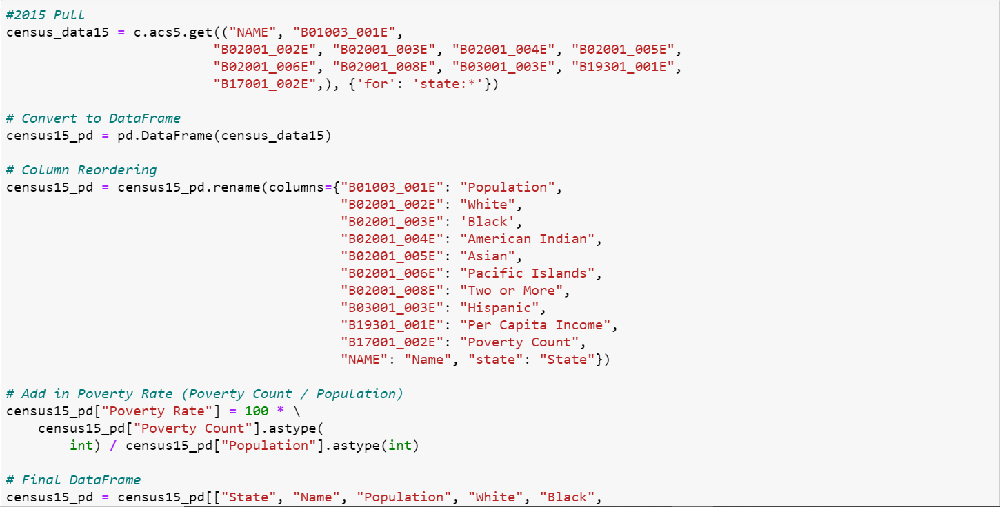 #2015 Pull
census_data15 = c.acs5.get(("NAME", "B01003_001E",
"B02001_002E", "B02001_003E", "B02001_004E", "B02001_005E",
"B02001_006E", "B02001_008E", "B03001_003E", "B19301_001E",
"B17001_002E",), {'for': 'state:*'})
# Convert to DataFrame
census15_pd = pd.DataFrame(census_data15)
# Column Reordering
census15_pd = census15_pd.rename(columns={"B01003_001E": "Population",
"B02001_002E": "White",
"B02001_003E": 'Black',
"B02001_004E": "American Indian",
"B02001_005E": "Asian",
"B02001_006E": "Pacific Islands",
"B02001_008E": "Two or More",
"B03001_003E": "Hispanic",
"B19301_001E": "Per Capita Income",
"B17001_002E": "Poverty Count",
"NAME": "Name", "state": "State"})
# Add in Poverty Rate (Poverty Count / Population)
census15_pd["Poverty Rate"] = 100 * \
census15_pd["Poverty Count"].astype(
int) / census15_pd["Population"].astype(int)
# Final DataFrame
census15_pd = census15_pd[["State", "Name", "Population", "White", "Black",